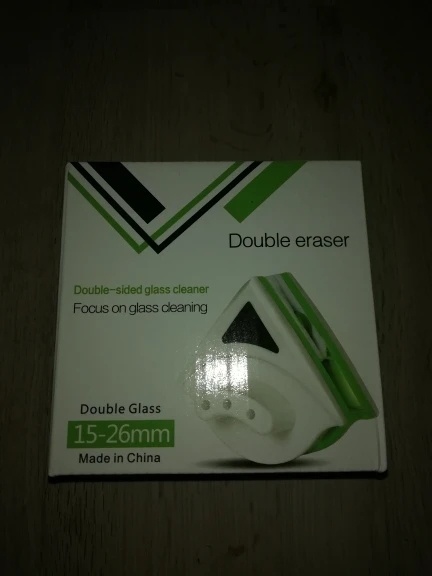 Double eraser
Double-sided glass cleaner
Focus on glass cleaning
Double Glass
15-26mm
Made in China